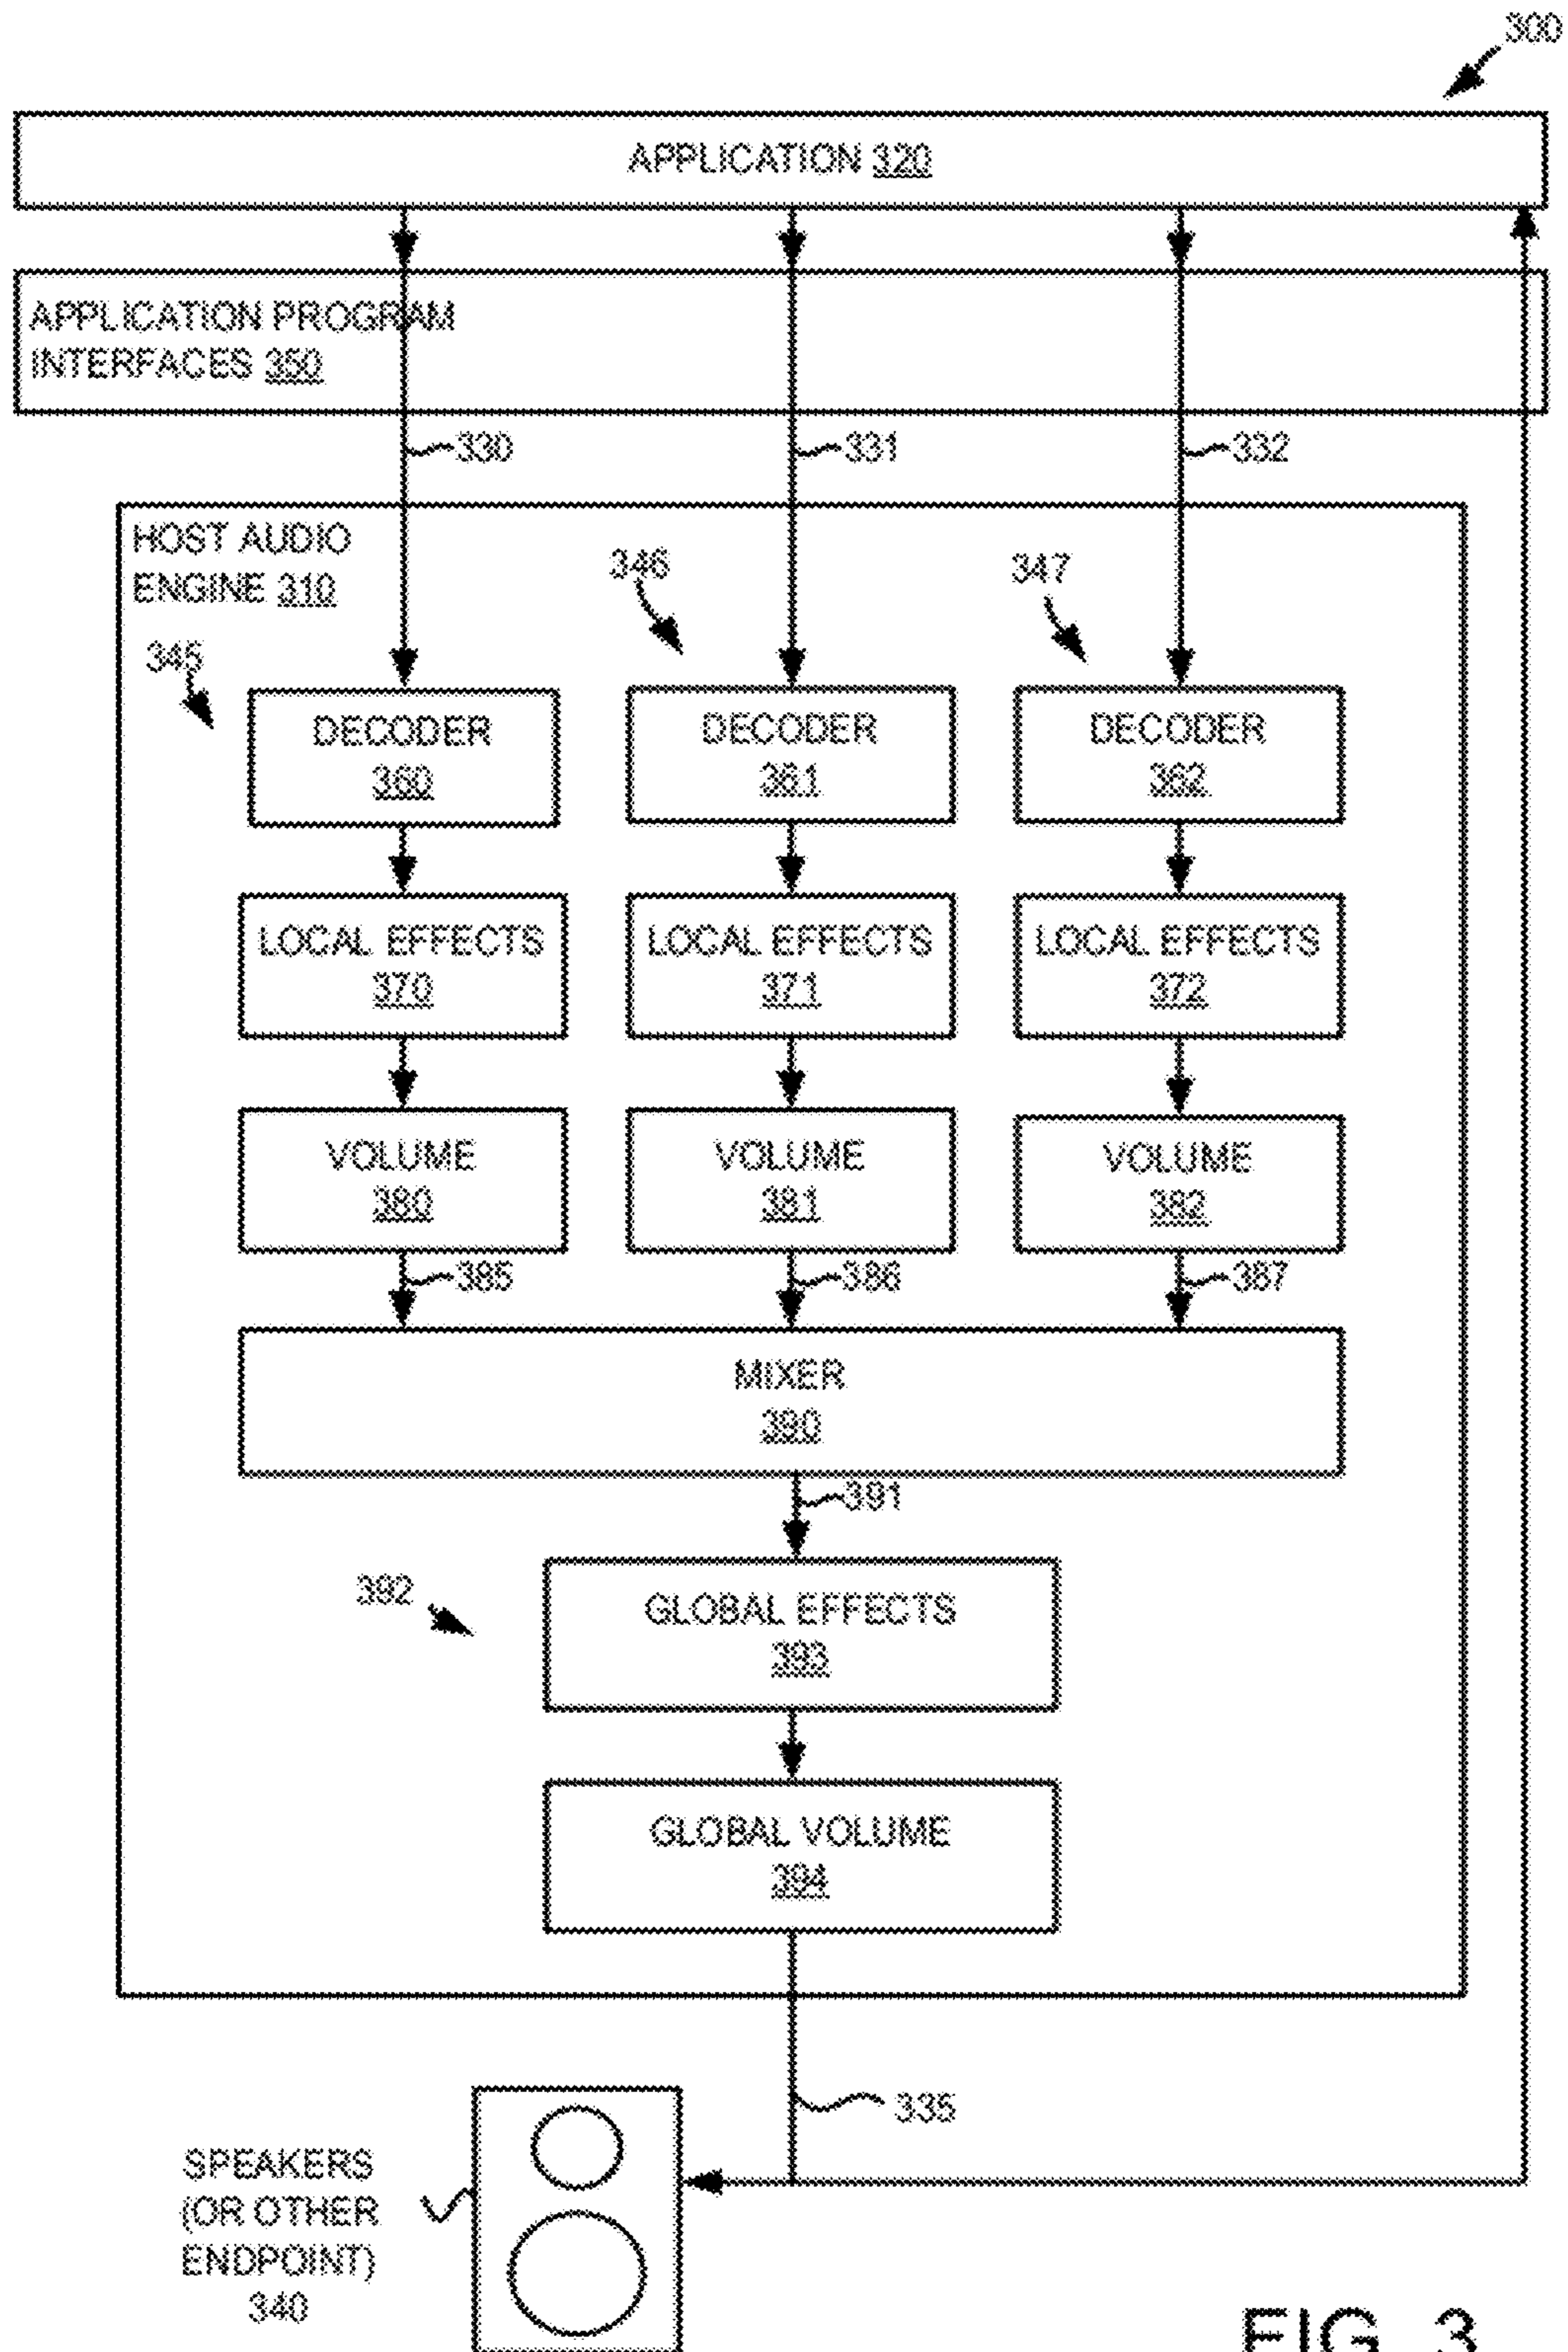 300
APPLICATION 320
APPLICATION PROGRAM
INTERFACES 350
330
331
332
HOST AUDIO
ENGINE 310
345
346
347
DECODER
360
DECODER
361
DECODER
362
LOCAL EFFECTS
370
LOCAL EFFECTS
371
LOCAL EFFECTS
372
VOLUME
380
VOLUME
381
VOLUME
382
385
386
387
MIXER
390
391
392
GLOBAL EFFECTS
393
GLOBAL VOLUME
394
335
SPEAKERS
(OR OTHER
ENDPOINT)
340
FIG. 3